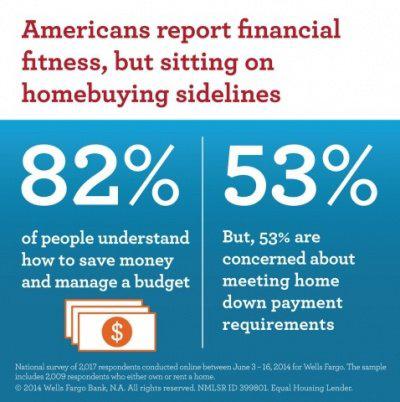 Americans report financial
fitness, but sitting on
homebuying sidelines
82%
of people understand
how to save money
and manage a budget
$
53%
But, 53% are
concerned about
meeting home
down payment
requirements
National survey of 2,017 respondents conducted online between June 3 – 16, 2014 for Wells Fargo. The sample
includes 2,009 respondents who either own or rent a home.
© 2014 Wells Fargo Bank, N.A. All rights reserved. NMLSR ID 399801. Equal Housing Lender.